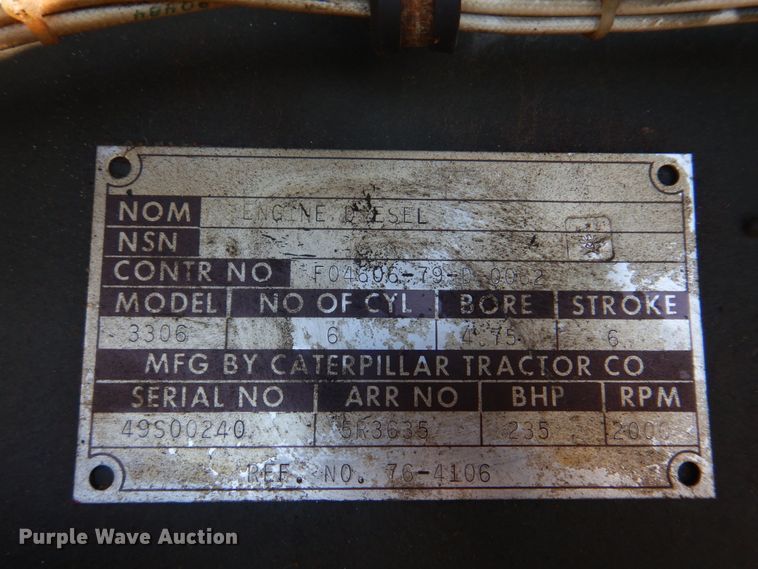 NOM ENGINE DIESEL
NSN
CONTR NO F04606-79-D-0002
MODEL NO OF CYL BORE STROKE
3306 6 4.75 6
MFG BY CATERPILLAR TRACTOR CO
SERIAL NO ARR NO BHP RPM
49S00240 5R3635 235 2000
REF. NO. 76-4106
Purple Wave Auction